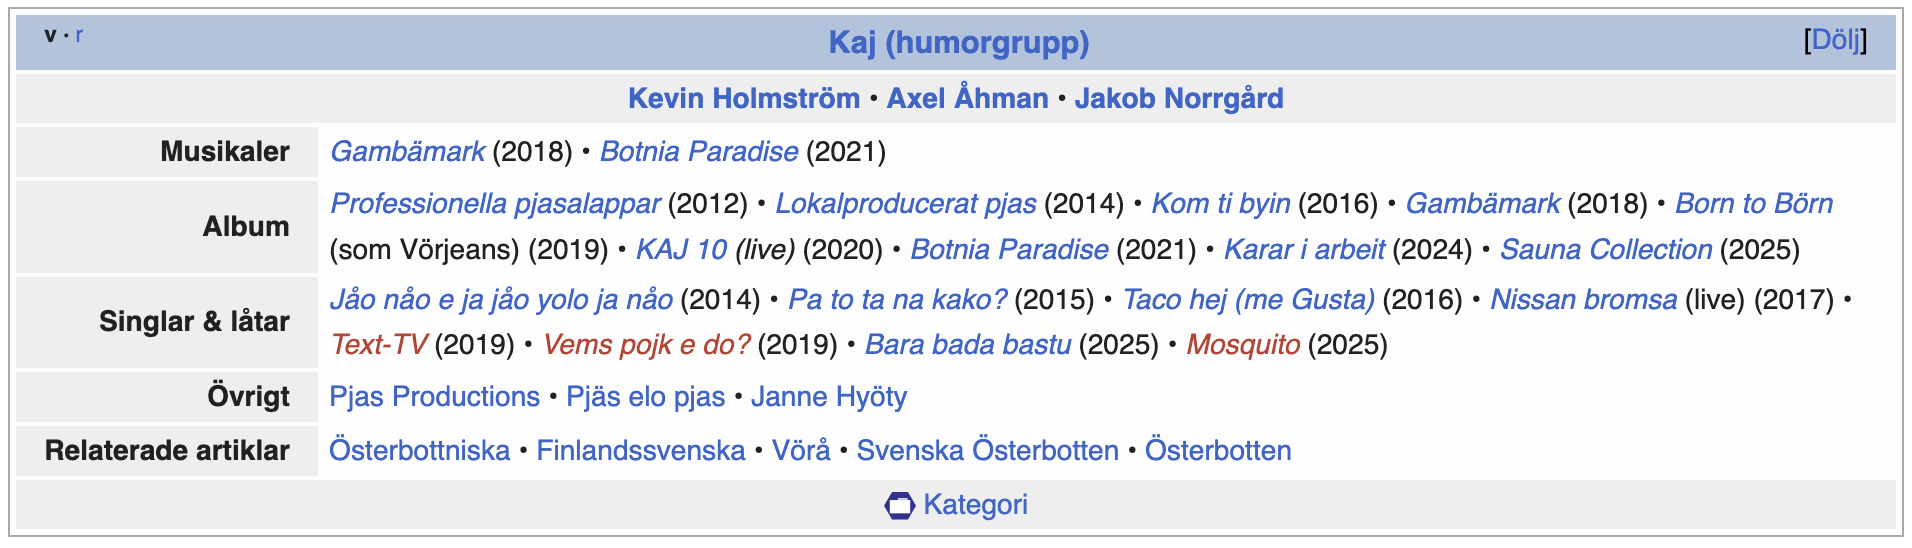 v · r Kaj (humorgrupp) [Dölj]
Kevin Holmström • Axel Åhman • Jakob Norrgård
Musikaler Gambämark (2018) • Botnia Paradise (2021)
Album Professionella pjasalappar (2012) • Lokalproducerat pjas (2014) • Kom ti byin (2016) • Gambämark (2018) • Born to Börn
(som Vörjeans) (2019) • KAJ 10 (live) (2020) • Botnia Paradise (2021) • Karar i arbeit (2024) • Sauna Collection (2025)
Singlar & låtar Jåo nåo e ja jåo yolo ja nåo (2014) • Pa to ta na kako? (2015) • Taco hej (me Gusta) (2016) • Nissan bromsa (live) (2017) •
Text-TV (2019) • Vems pojk e do? (2019) • Bara bada bastu (2025) • Mosquito (2025)
Övrigt Pjas Productions • Pjäs elo pjas • Janne Hyöty
Relaterade artiklar Österbottniska • Finlandssvenska • Vörå • Svenska Österbotten • Österbotten
Kategori